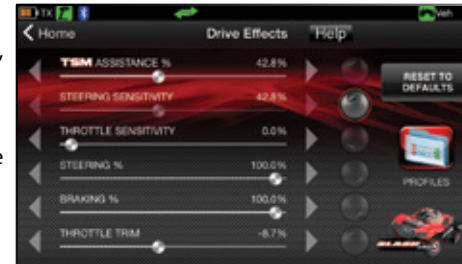 TX Veh
Home Drive Effects Help
TSM ASSISTANCE % 42.8%
RESET TO DEFAULTS
STEERING SENSITIVITY 42.8%
THROTTLE SENSITIVITY 0.0%
STEERING % 100.0%
PROFILES
BRAKING % 100.0%
THROTTLE TRIM -8.7%
SLASH
,
e